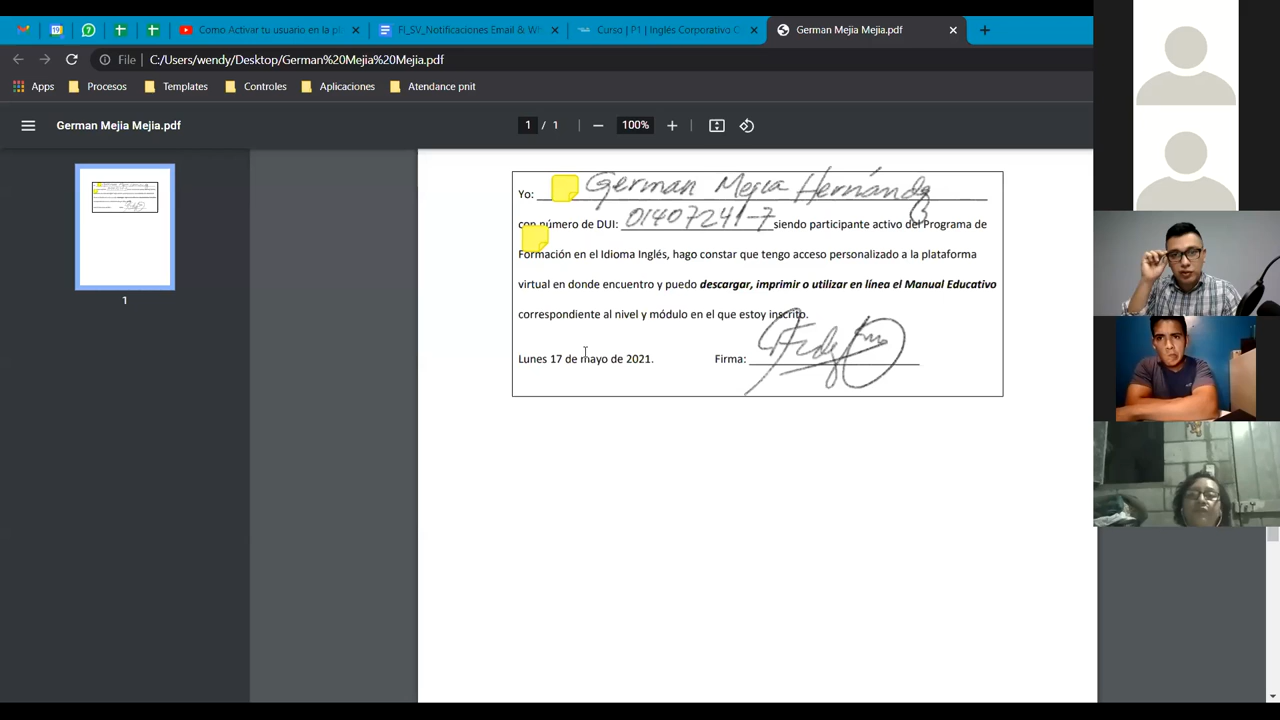 19
Como Activar tu usuario en la pl
FI_SV_Notificaciones Email & Wh
Curso | P1 | Inglés Corporativo C
German Mejia Mejia.pdf
File
C:/Users/wendy/Desktop/German%20Mejia%20Mejia.pdf
Apps
Procesos
Templates
Controles
Aplicaciones
Atendance pnit
German Mejia Mejia.pdf
1 / 1
100%
1
Yo: German Mejia Hernández
con número de DUI: 01407241-7 siendo participante activo del Programa de
Formación en el Idioma Inglés, hago constar que tengo acceso personalizado a la plataforma
virtual en donde encuentro y puedo descargar, imprimir o utilizar en línea el Manual Educativo
correspondiente al nivel y módulo en el que estoy inscrito.
Lunes 17 de mayo de 2021. Firma: